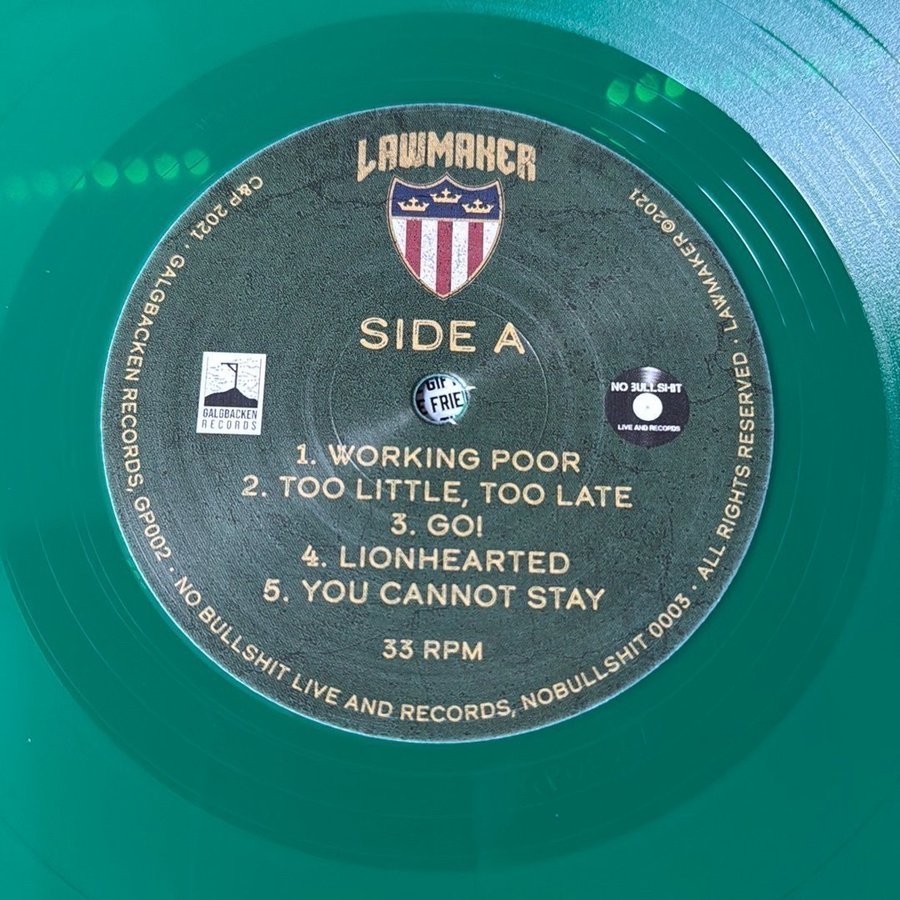 LAWMAKER
C&P 2021 · GALGBACKEN RECORDS, GP002 · NO BULLSHIT LIVE AND RECORDS, NOBULLSHIT 0003 · ALL RIGHTS RESERVED · LAWMAKER ©2021
SIDE A
GALGBACKEN
RECORDS
NO BULLSHIT
LIVE AND RECORDS
FRIE
1. WORKING POOR
2. TOO LITTLE, TOO LATE
3. GO!
4. LIONHEARTED
5. YOU CANNOT STAY
33 RPM